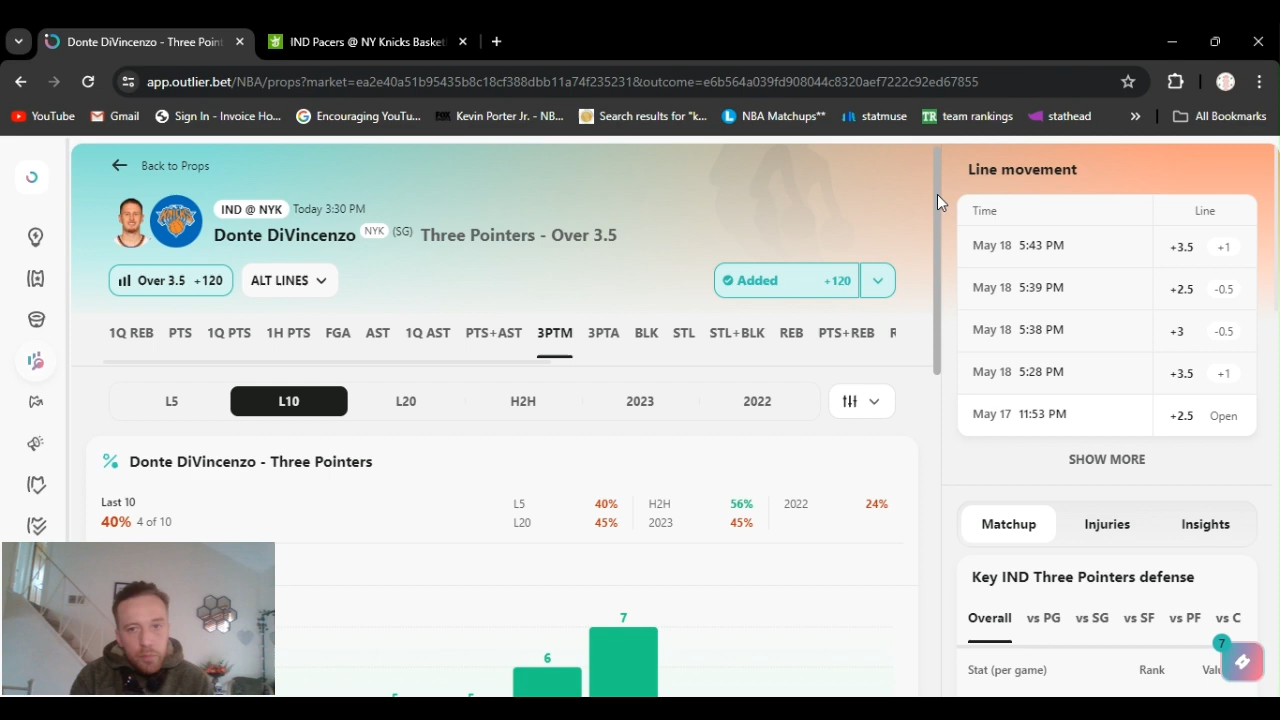 Donte DiVincenzo - Three Point
IND Pacers @ NY Knicks Basket
app.outlier.bet/NBA/props?market=ea2e40a51b95435b8c18cf388dbb11a74f235231&outcome=e6b564a039fd908044c8320aef7222c92ed67855
YouTube
Gmail
Sign In - Invoice Ho...
Encouraging YouTu...
Kevin Porter Jr. - NB...
Search results for "k...
NBA Matchups**
statmuse
TR team rankings
stathead
»
All Bookmarks
Back to Props
IND @ NYK Today 3:30 PM
Donte DiVincenzo NYK (SG) Three Pointers - Over 3.5
Over 3.5 +120
ALT LINES
Added +120
1Q REB PTS 1Q PTS 1H PTS FGA AST 1Q AST PTS+AST 3PTM 3PTA BLK STL STL+BLK REB PTS+REB R
L5 L10 L20 H2H 2023 2022
Donte DiVincenzo - Three Pointers
Last 10
40% 4 of 10
L5 40% H2H 56% 2022 24%
L20 45% 2023 45%
6
7
Line movement
Time Line
May 18 5:43 PM +3.5 +1
May 18 5:39 PM +2.5 -0.5
May 18 5:38 PM +3 -0.5
May 18 5:28 PM +3.5 +1
May 17 11:53 PM +2.5 Open
SHOW MORE
Matchup Injuries Insights
Key IND Three Pointers defense
Overall vs PG vs SG vs SF vs PF vs C
7
Stat (per game) Rank Valu